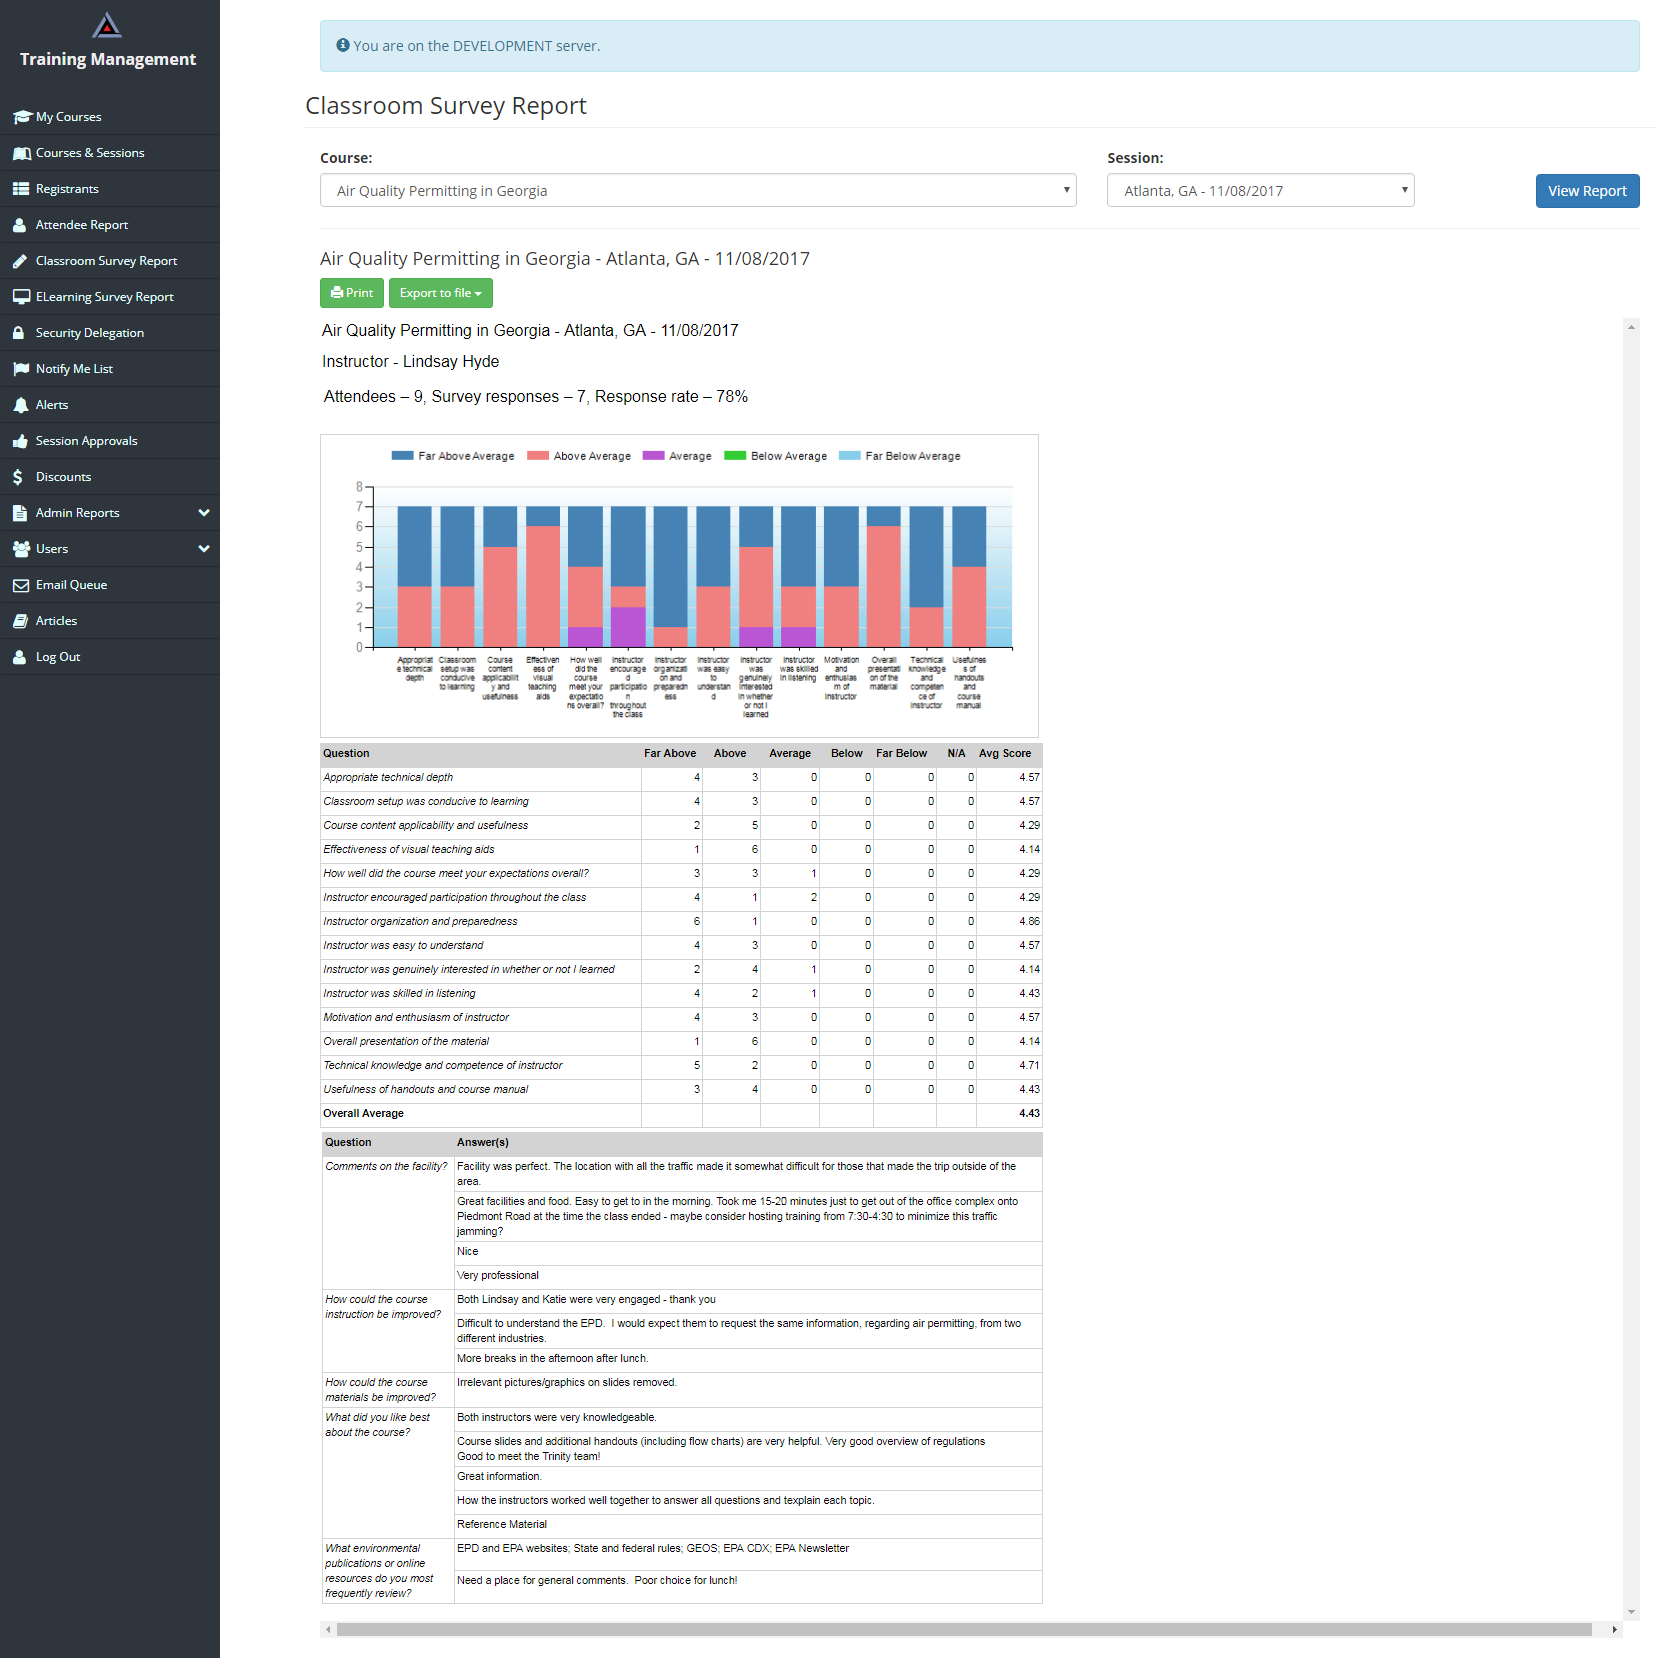 Training Management
My Courses
Courses & Sessions
Registrants
Attendee Report
Classroom Survey Report
ELearning Survey Report
Security Delegation
Notify Me List
Alerts
Session Approvals
Discounts
Admin Reports
Users
Email Queue
Articles
Log Out
You are on the DEVELOPMENT server.
Classroom Survey Report
Course:
Session:
Air Quality Permitting in Georgia
Atlanta, GA - 11/08/2017
View Report
Air Quality Permitting in Georgia - Atlanta, GA - 11/08/2017
Print
Export to file
Air Quality Permitting in Georgia - Atlanta, GA - 11/08/2017
Instructor - Lindsay Hyde
Attendees – 9, Survey responses – 7, Response rate – 78%
Far Above Average Above Average Average Below Average Far Below Average
8
7
6
5
4
3
2
1
0
Appropriat
e technical
depth
Classroom
setup was
conducive
to learning
Course
content
applicabilit
y and
usefulness
Effectiven
ess of
visual
teaching
aids
How well
did the
course
meet your
expectatio
ns overall?
Instructor
encourage
d
participatio
n
throughout
the class
Instructor
organizati
on and
preparedn
ess
Instructor
was easy
to
understan
d
Instructor
was
genuinely
interested
in whether
or not I
learned
Instructor
was skilled
in listening
Motivation
and
enthusias
m of
instructor
Overall
presentati
on of the
material
Technical
knowledge
and
competen
ce of
instructor
Usefulnes
s of
handouts
and
course
manual
Question Far Above Above Average Below Far Below N/A Avg Score
Appropriate technical depth 4 3 0 0 0 0 4.57
Classroom setup was conducive to learning 4 3 0 0 0 0 4.57
Course content applicability and usefulness 2 5 0 0 0 0 4.29
Effectiveness of visual teaching aids 1 6 0 0 0 0 4.14
How well did the course meet your expectations overall? 3 3 1 0 0 0 4.29
Instructor encouraged participation throughout the class 4 1 2 0 0 0 4.29
Instructor organization and preparedness 6 1 0 0 0 0 4.86
Instructor was easy to understand 4 3 0 0 0 0 4.57
Instructor was genuinely interested in whether or not I learned 2 4 1 0 0 0 4.14
Instructor was skilled in listening 4 2 1 0 0 0 4.43
Motivation and enthusiasm of instructor 4 3 0 0 0 0 4.57
Overall presentation of the material 1 6 0 0 0 0 4.14
Technical knowledge and competence of instructor 5 2 0 0 0 0 4.71
Usefulness of handouts and course manual 3 4 0 0 0 0 4.43
Overall Average 4.43
Question Answer(s)
Comments on the facility?
Facility was perfect. The location with all the traffic made it somewhat difficult for those that made the trip outside of the
area.
Great facilities and food. Easy to get to in the morning. Took me 15-20 minutes just to get out of the office complex onto
Piedmont Road at the time the class ended - maybe consider hosting training from 7:30-4:30 to minimize this traffic
jamming?
Nice
Very professional
How could the course
instruction be improved?
Both Lindsay and Katie were very engaged - thank you
Difficult to understand the EPD. I would expect them to request the same information, regarding air permitting, from two
different industries.
More breaks in the afternoon after lunch.
How could the course
materials be improved?
Irrelevant pictures/graphics on slides removed.
What did you like best
about the course?
Both instructors were very knowledgeable.
Course slides and additional handouts (including flow charts) are very helpful. Very good overview of regulations
Good to meet the Trinity team!
Great information.
How the instructors worked well together to answer all questions and texplain each topic.
Reference Material
What environmental
publications or online
resources do you most
frequently review?
EPD and EPA websites; State and federal rules; GEOS; EPA CDX; EPA Newsletter
Need a place for general comments. Poor choice for lunch!